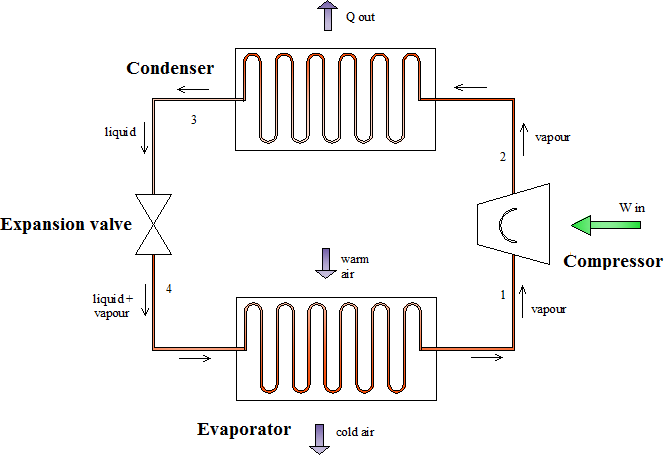 Q out
Condenser
3
liquid
vapour
2
W in
Expansion valve
Compressor
warm
air
4
liquid +
vapour
1
vapour
Evaporator
cold air